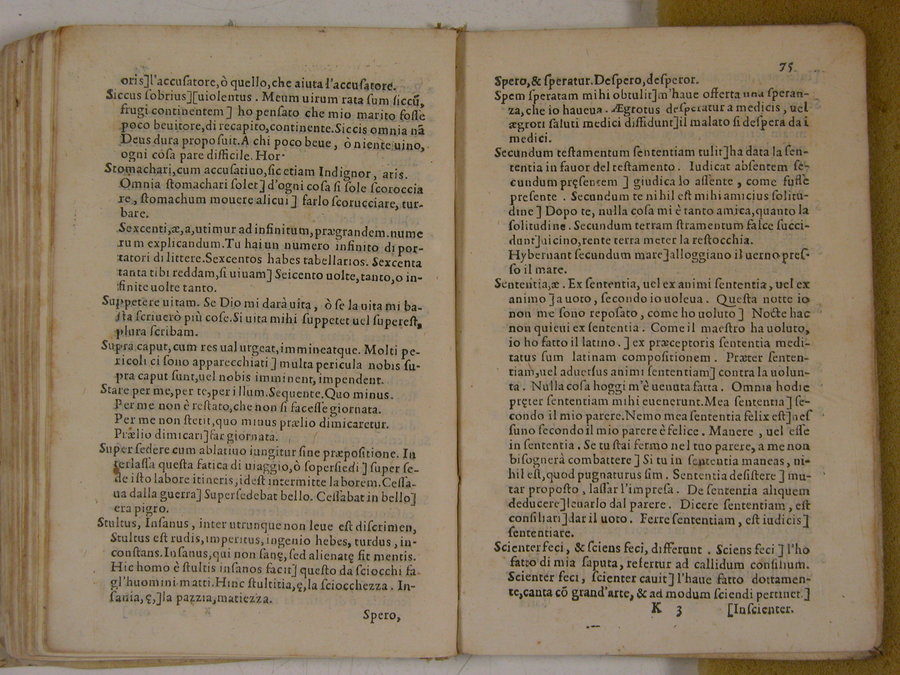 oris]l'accuſatore, ò quello, che aiuta l'accuſatore.
Siccus ſobrius][uiolentus. Meum uirum rata ſum ſiccũ,
frugi continentem] ho penſato che mio marito foſſe
poco beuitore, di recapito, continente. Siccis omnia nã
Deus dura propoſuit. A chi poco beue, ò niente uino,
ogni coſa pare difficile. Hor.
Stomachari, cum accuſatiuo, ſic etiam Indignor, aris.
Omnia ſtomachari ſolet] d'ogni coſa ſi ſole ſcoroccia
re, ſtomachum mouere alicui] farlo ſcorucciare, tur-
bare.
Sexcenti, æ, a, utimur ad infinitum, prægrandem nume
rum explicandum. Tu hai un numero infinito di por-
tatori di littere. Sexcentos habes tabellarios. Sexcenta
tanta tibi reddam, ſi uiuam] Seicento uolte, tanto, o in-
finite uolte tanto.
Suppetere uitam. Se Dio mi darà uita, ò ſe la uita mi ba-
ſta ſcriuerò più coſe. Si uita mihi ſuppetet uel ſupereſt,
plura ſcribam.
Supra caput, cum res ual urgeat, immineatque. Molti pe-
ricoli ci ſono apparecchiati] multa pericula nobis ſu-
pra caput ſunt, uel nobis imminent, impendent.
Stare per me, per te, per illum. Sequente. Quo minus.
Per me non è reſtato, che non ſi faceſſe giornata.
Per me non ſtetit, quo minus prælio dimicaretur.
Prælio dimicari] far giornata.
Super ſedere cum ablatiuo iungitur ſine præpoſitione. In
terlaſſa queſta fatica di uiaggio, ò ſoperſiedi] ſuper ſe-
de iſto labore itineris, ideſt intermitte laborem. Ceſſa-
ua dalla guerra] Superſedebat bello. Ceſſabat in bello]
era pigro.
Stultus, Inſanus, inter utrunque non leue eſt diſcrimen,
Stultus eſt rudis, imperitus, ingenio hebes, turdus, in-
conſtans. Inſanus, qui non ſanę, ſed alienatę ſit mentis.
Hic homo è ſtultis inſanos facit] queſto da ſciocchi fa
gl'huomini matti. Hinc ſtultitia, ę, la ſciocchezza. In-
ſania, ę,]la pazzia, matiezza.
Spero,
75
Spero, & ſperatur. Deſpero, deſperor.
Spem ſperatam mihi obtulit] m'haue offerta una ſperan-
za, che io haueua. Ægrotus deſperatur a medicis, uel
ægroti ſaluti medici diffidunt]il malato ſi deſpera da i
medici.
Secundum teſtamentum ſententiam tulit]ha data la ſen-
tentia in fauor del teſtamento. Iudicat abſentem ſe-
cundum pręſentem] giudica lo aſſente, come fuſſe
preſente. Secundum te nihil eſt mihi amicius ſolitu-
dine] Dopo te, nulla coſa mi è tanto amica, quanto la
ſolitudine. Secundum terram ſtramentum falce ſucci-
dunt]uicino, rente terra meter la reſtocchia.
Hybernant ſecundum mare]alloggiano il uerno preſ-
ſo il mare.
Sententia, æ. Ex ſententia, uel ex animi ſententia, uel ex
animo] a uoto, ſecondo io uoleua. Queſta notte io
non me ſono repoſato, come ho uoluto] Nocte hac
non quieui ex ſententia. Come il maeſtro ha uoluto,
io ho fatto il latino.] ex præceptoris ſententia medi-
tatus ſum latinam compoſitionem. Præter ſenten-
tiam, uel aduerſus animi ſententiam] contra la uolun-
ta. Nulla coſa hoggi m'è uenuta fatta. Omnia hodie
pręter ſententiam mihi euenerunt. Mea ſententia] ſe-
condo il mio parere. Nemo mea ſententia felix eſt]neſ
ſuno ſecondo il mio parere è felice. Manere, uel eſſe
in ſententia. Se tu ſtai fermo nel tuo parere, a me non
biſognerà combattere] Si tu in ſententia maneas, ni-
hil eſt, quod pugnaturus ſim. Sententia deſiſtere] mu-
tar propoſto, laſſar l'impreſa. De ſententia aliquem
deducere]leuarlo dal parere. Dicere ſententiam, eſt
conſiliari]dar il uoto. Ferre ſententiam, eſt iudicis]
ſententiare.
Scienter feci, & ſciens feci, differunt. Sciens feci] l'ho
fatto di mia ſaputa, refertur ad callidum conſilium.
Scienter feci, ſcienter cauit] l'haue fatto dottamen-
te, canta cõ grand'arte, & ad modum ſciendi pertinet.]
K 3 [Inſcienter.